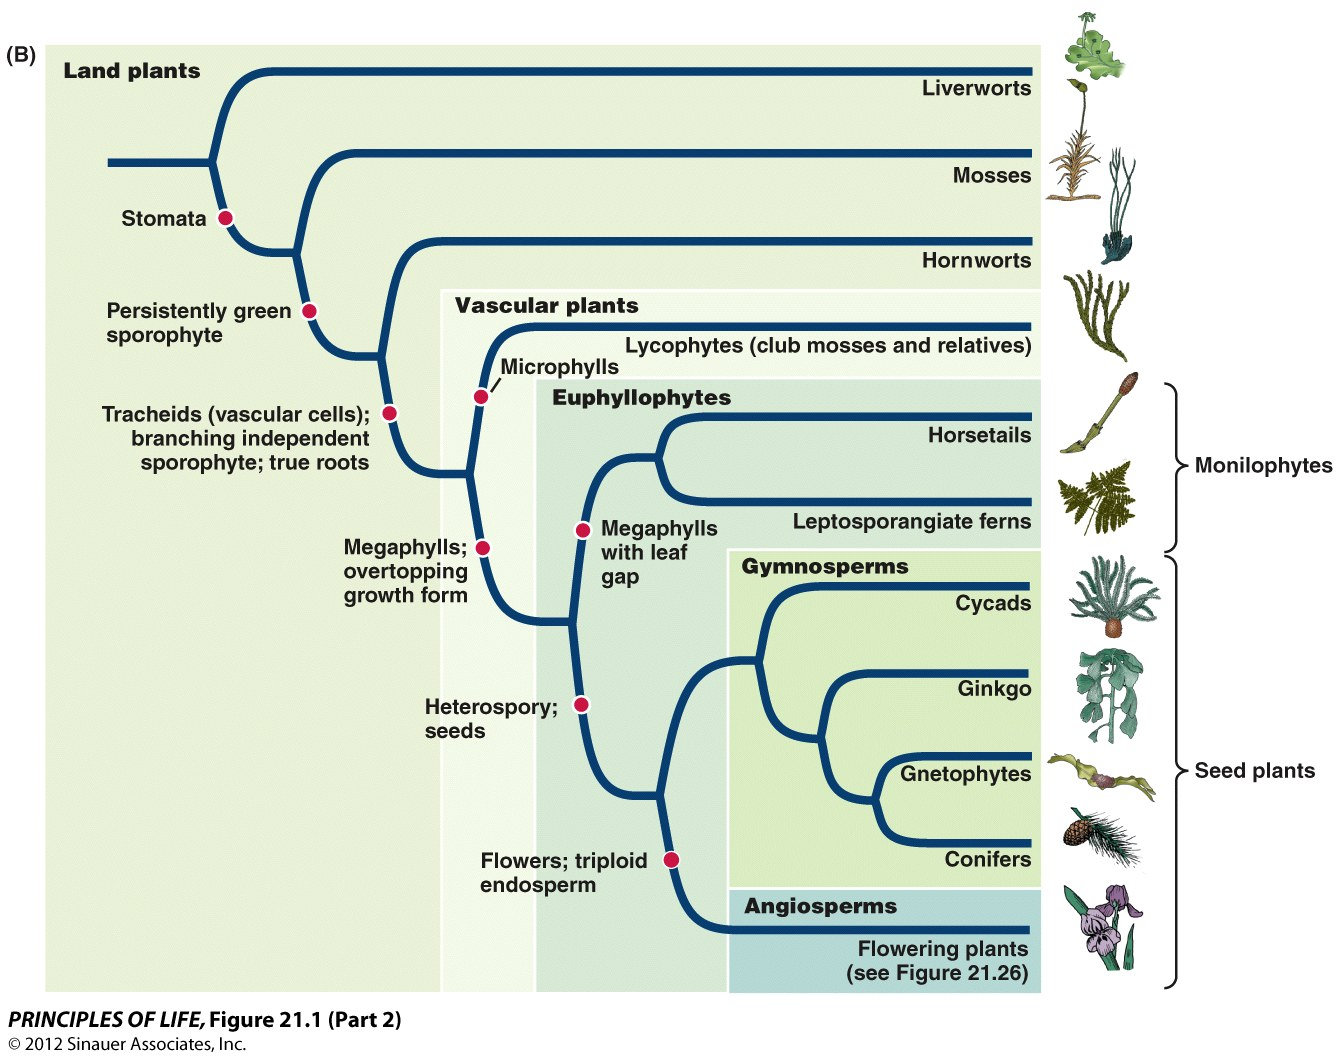 (B)
Land plants
Liverworts
Mosses
Stomata
Hornworts
Persistently green
sporophyte
Vascular plants
Lycophytes (club mosses and relatives)
Microphylls
Euphyllophytes
Tracheids (vascular cells);
branching independent
sporophyte; true roots
Horsetails
Monilophytes
Leptosporangiate ferns
Megaphylls
with leaf
gap
Megaphylls;
overtopping
growth form
Gymnosperms
Cycads
Ginkgo
Heterospory;
seeds
Gnetophytes
Seed plants
Conifers
Flowers; triploid
endosperm
Angiosperms
Flowering plants
(see Figure 21.26)
PRINCIPLES OF LIFE, Figure 21.1 (Part 2)
© 2012 Sinauer Associates, Inc.